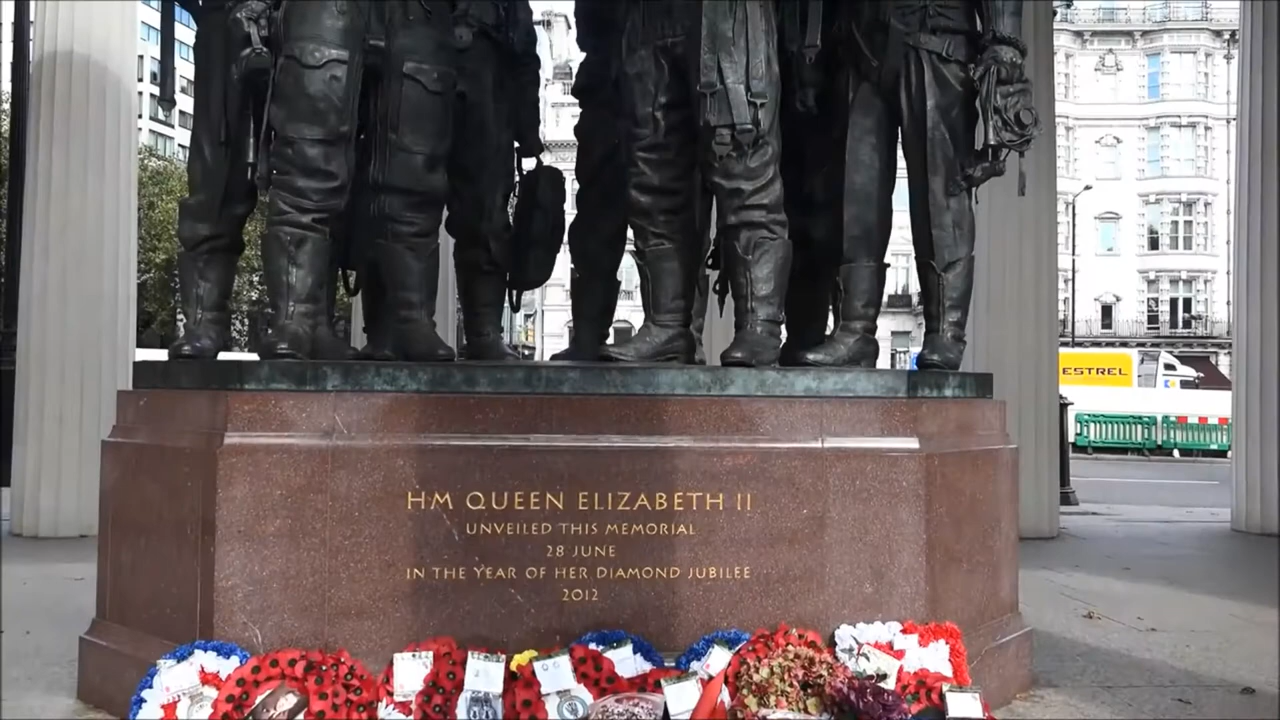 ESTREL
HM QUEEN ELIZABETH II
UNVEILED THIS MEMORIAL
28 JUNE
IN THE YEAR OF HER DIAMOND JUBILEE
2012